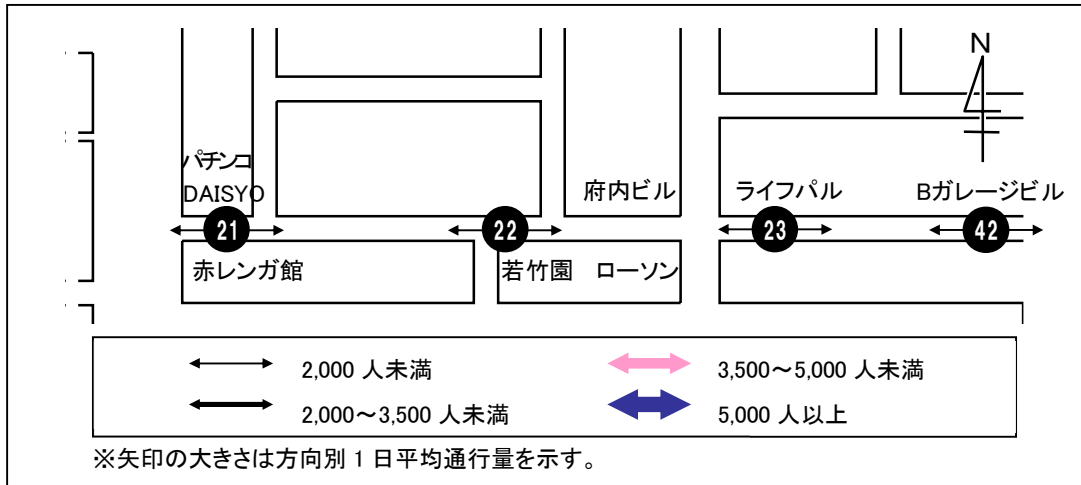 N
パチンコ
DAISYO
府内ビル
ライフパル
Bガレージビル
21
22
23
42
赤レンガ館
若竹園 ローソン
2,000 人未満
3,500～5,000 人未満
2,000～3,500 人未満
5,000 人以上
※矢印の大きさは方向別 1 日平均通行量を示す。